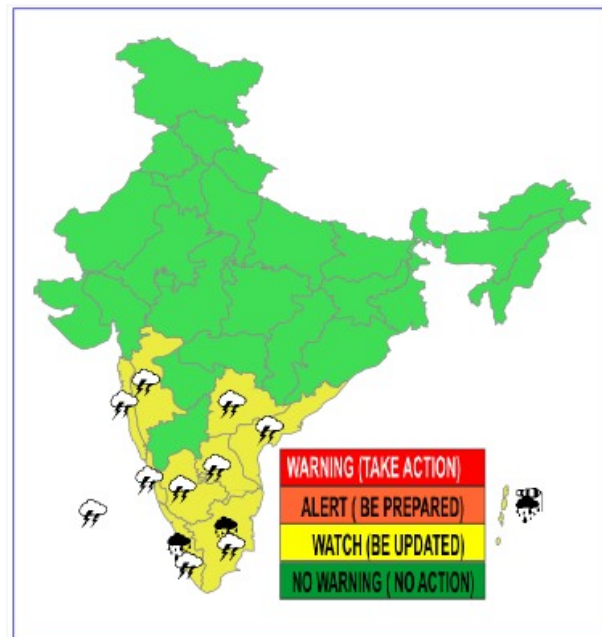 WARNING (TAKE ACTION)
ALERT ( BE PREPARED)
WATCH (BE UPDATED)
NO WARNING ( NO ACTION)